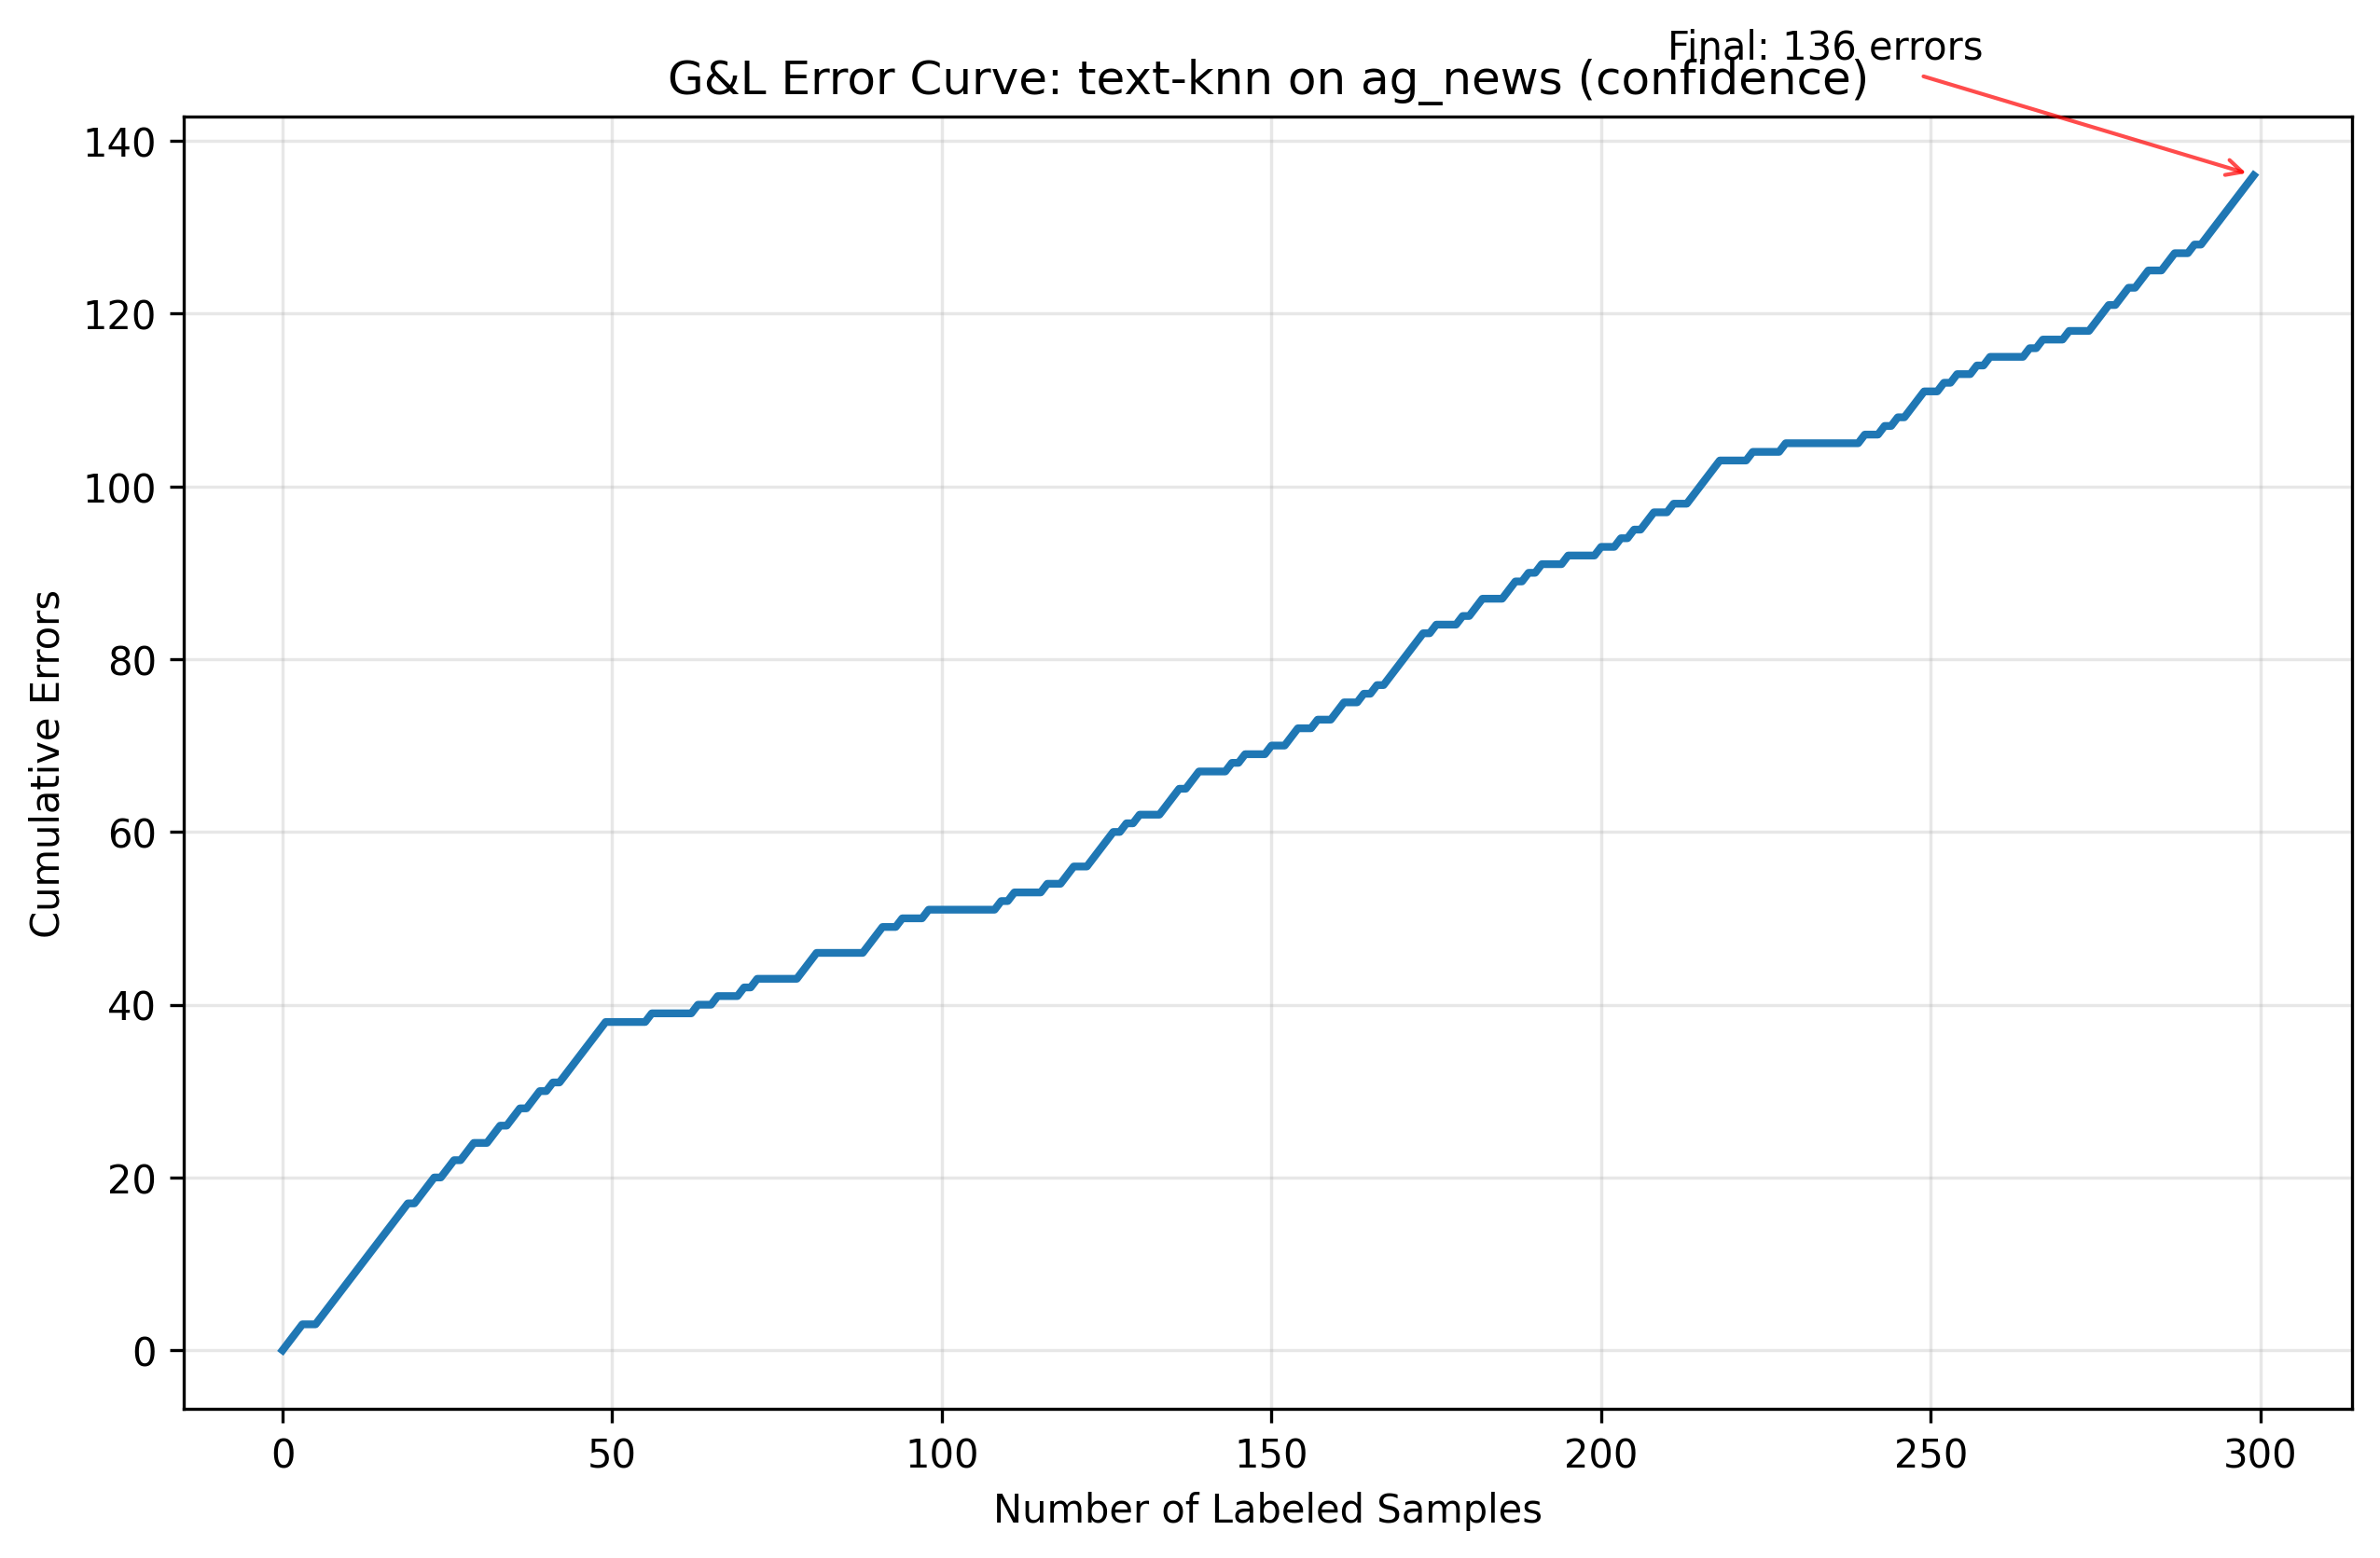 Final: 136 errors
G&L Error Curve: text-knn on ag_news (confidence)
140
120
100
80
60
40
20
0
Cumulative Errors
0 50 100 150 200 250 300
Number of Labeled Samples